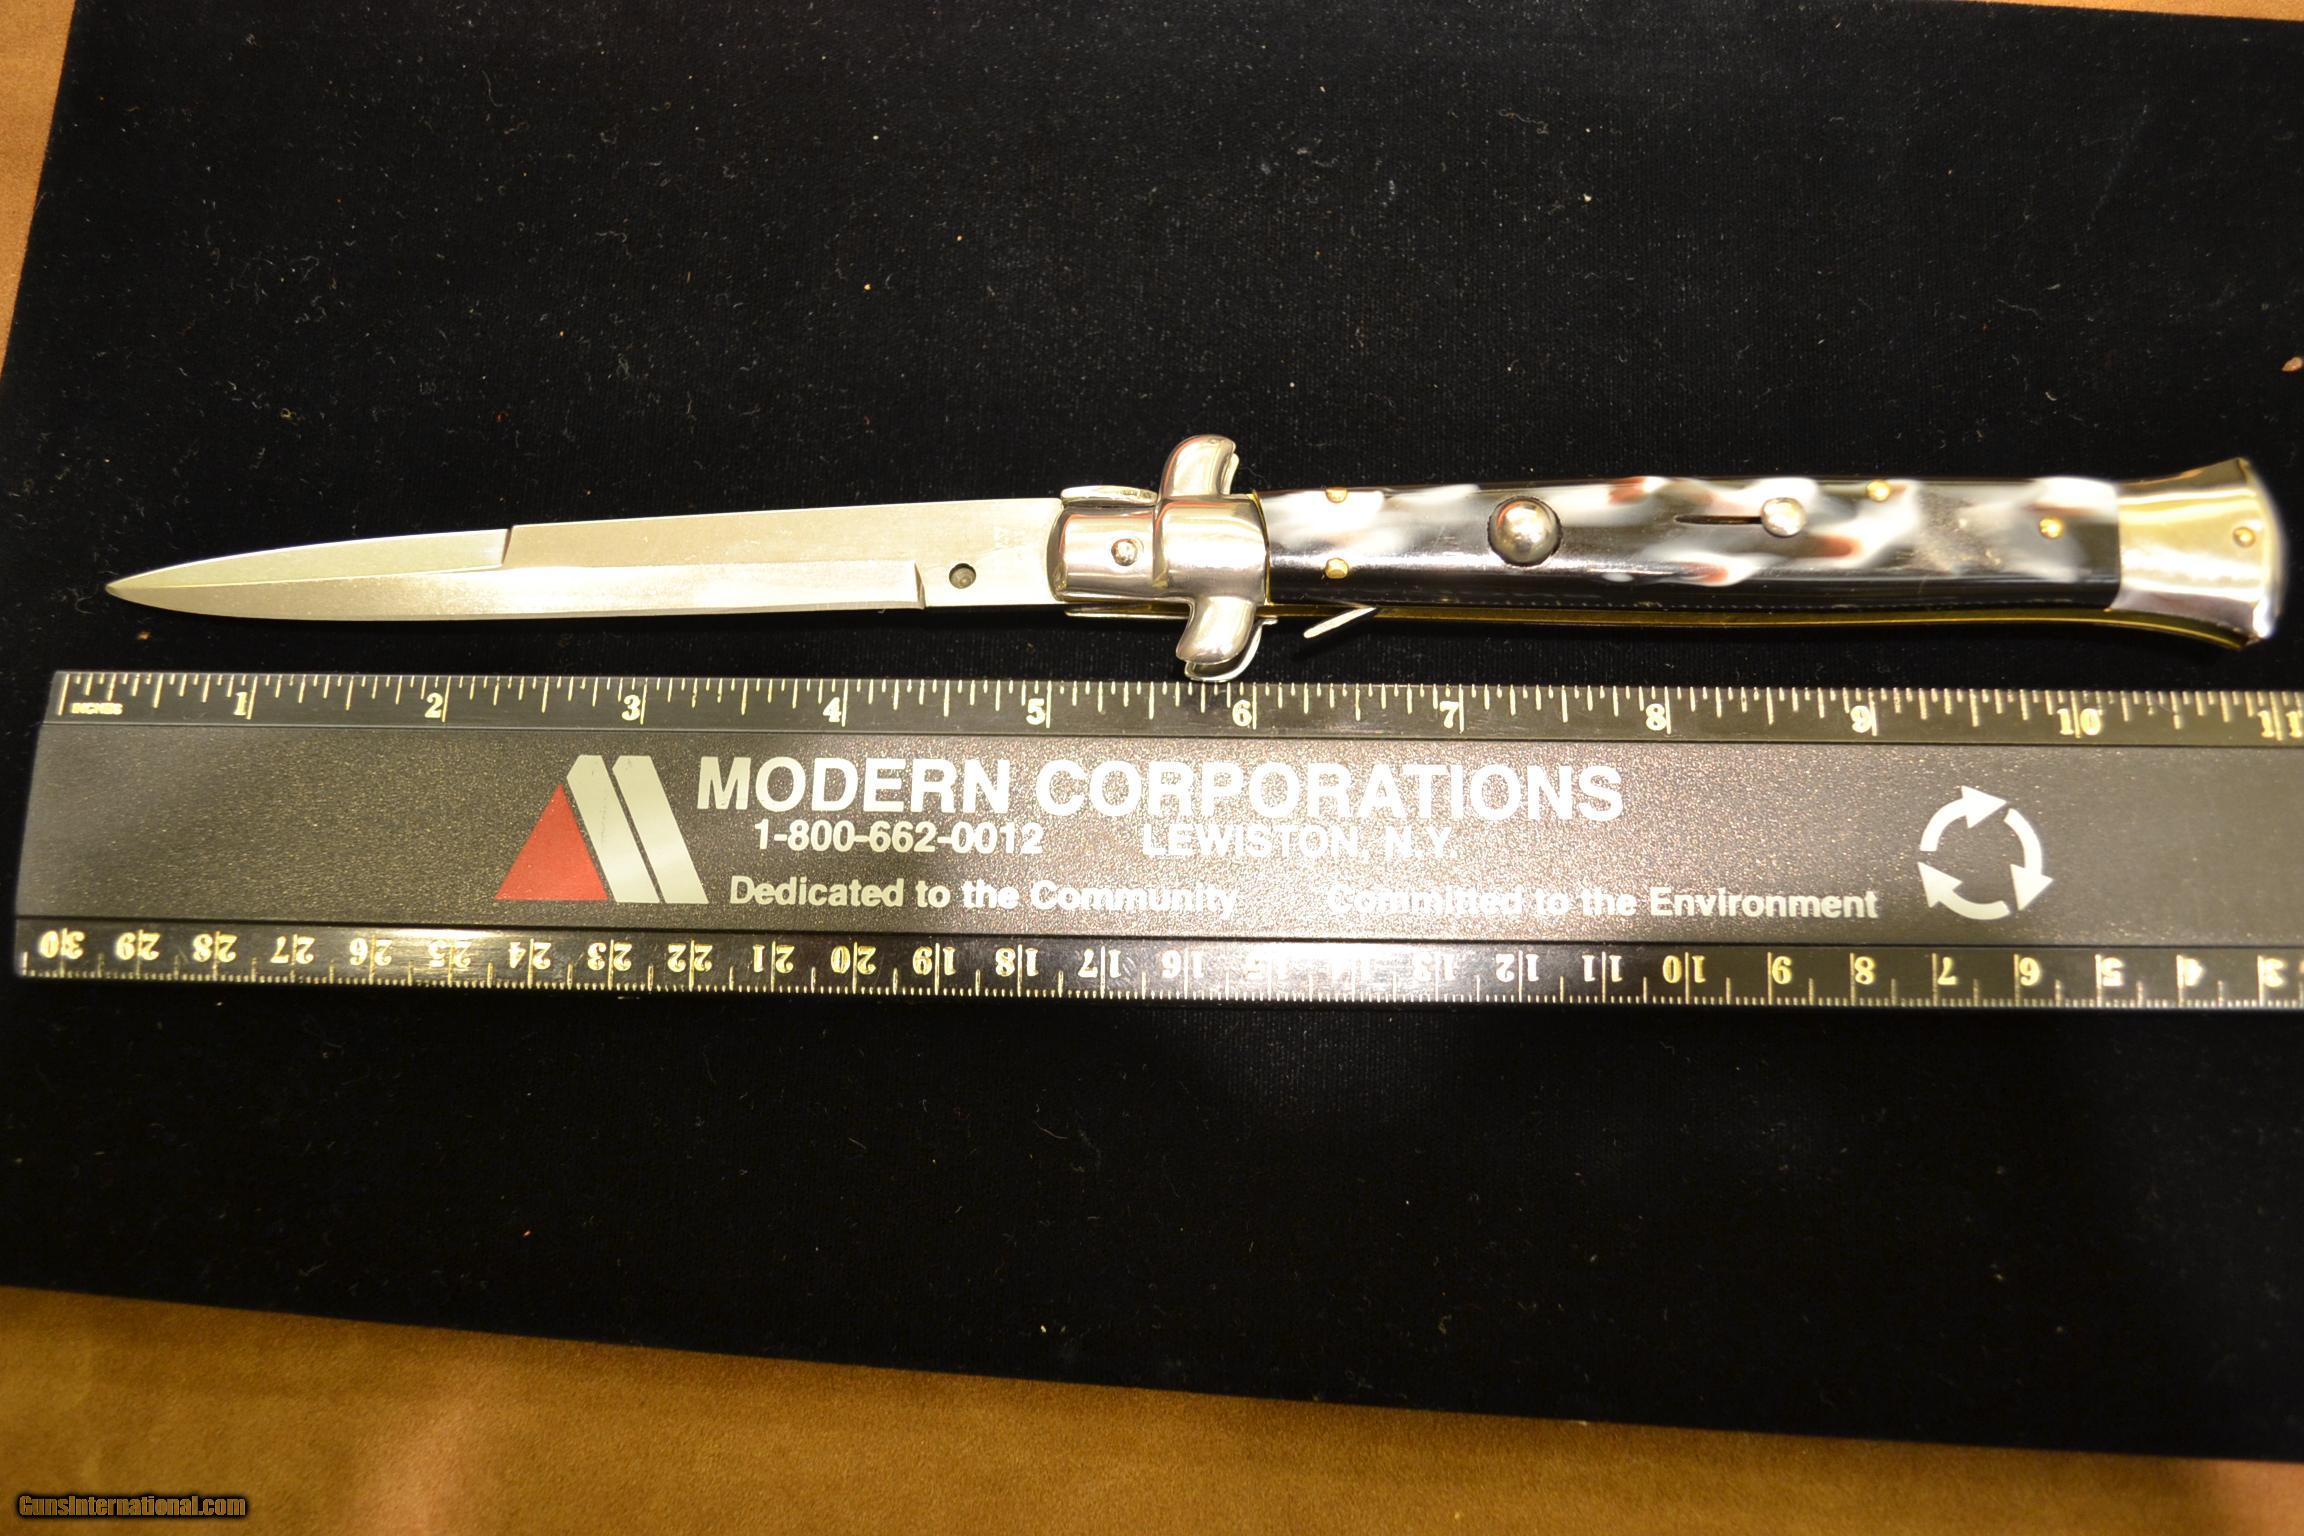 INCHES
1 2 3 4 5 6 7 8 9 10 11
MODERN CORPORATIONS
1-800-662-0012 LEWISTON, N.Y.
Dedicated to the Community Committed to the Environment
30 29 28 27 26 25 24 23 22 21 20 19 18 17 16 15 14 13 12 11 10 9 8 7 6 5 4 3
GunsInternational.com